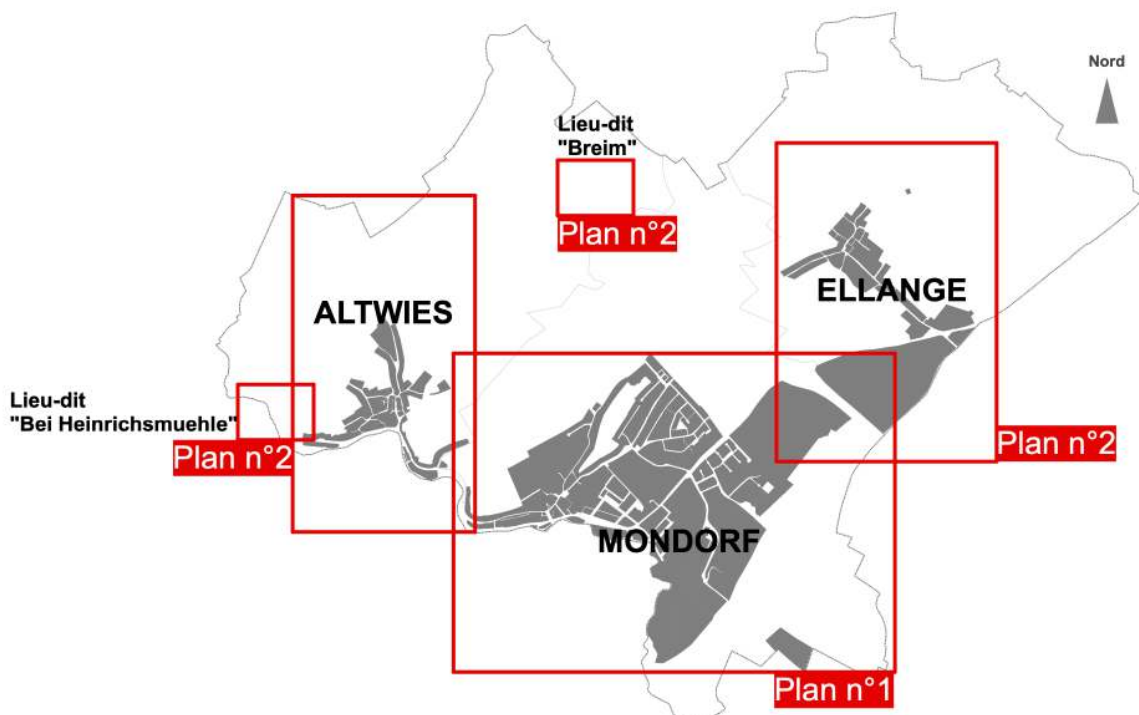 Nord
Lieu-dit
"Breim"
Plan n°2
ELLANGE
ALTWIES
Lieu-dit
"Bei Heinrichsmuehle"
Plan n°2
Plan n°2
MONDORF
Plan n°1